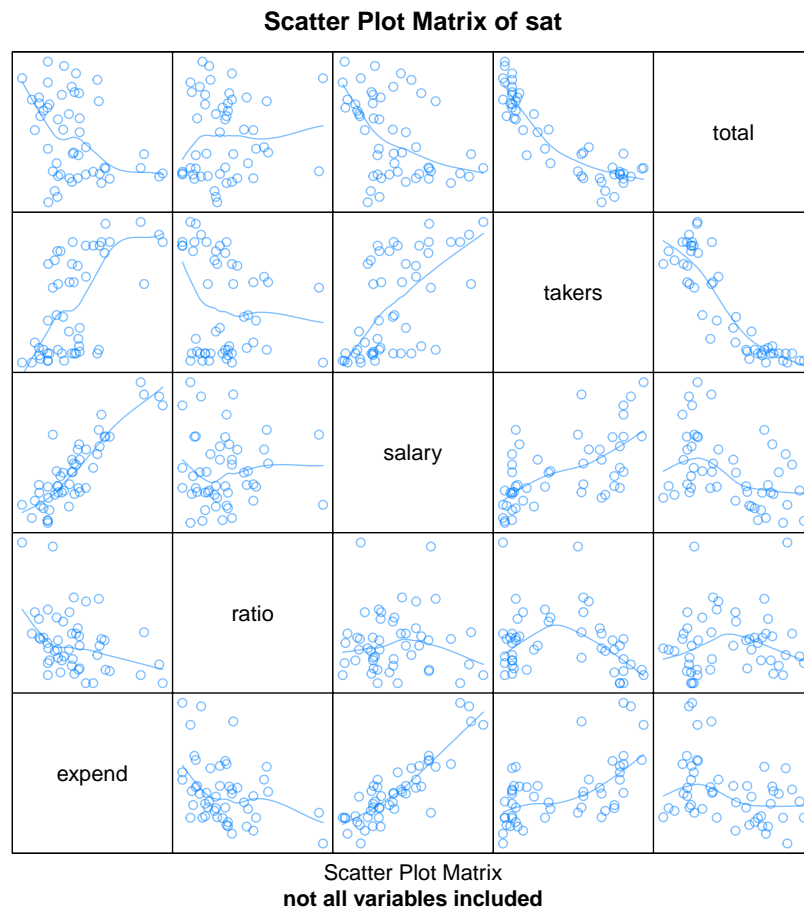 Scatter Plot Matrix of sat
total
takers
salary
ratio
expend
Scatter Plot Matrix
not all variables included